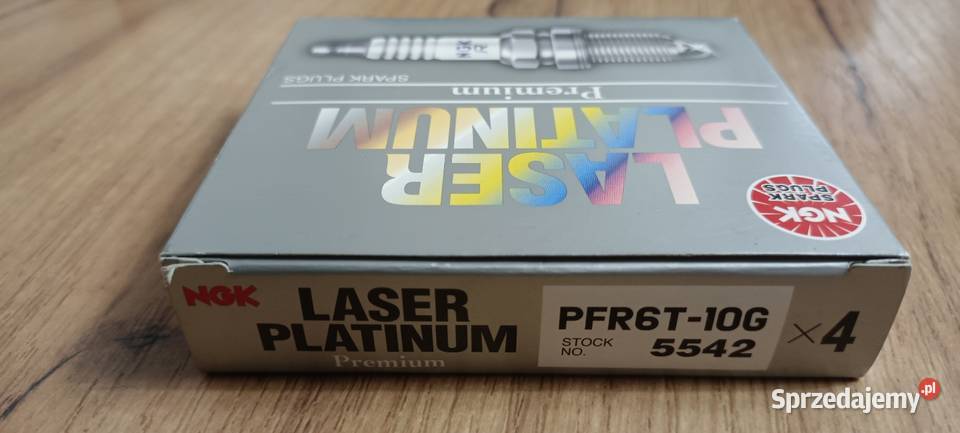 NGK
R
SPARK PLUGS
Premium
LASER
PLATINUM
NGK
SPARK
PLUGS
NGK
LASER
PLATINUM
Premium
PFR6T-10G
STOCK
NO.
5542
×4
Sprzedajemy.pl